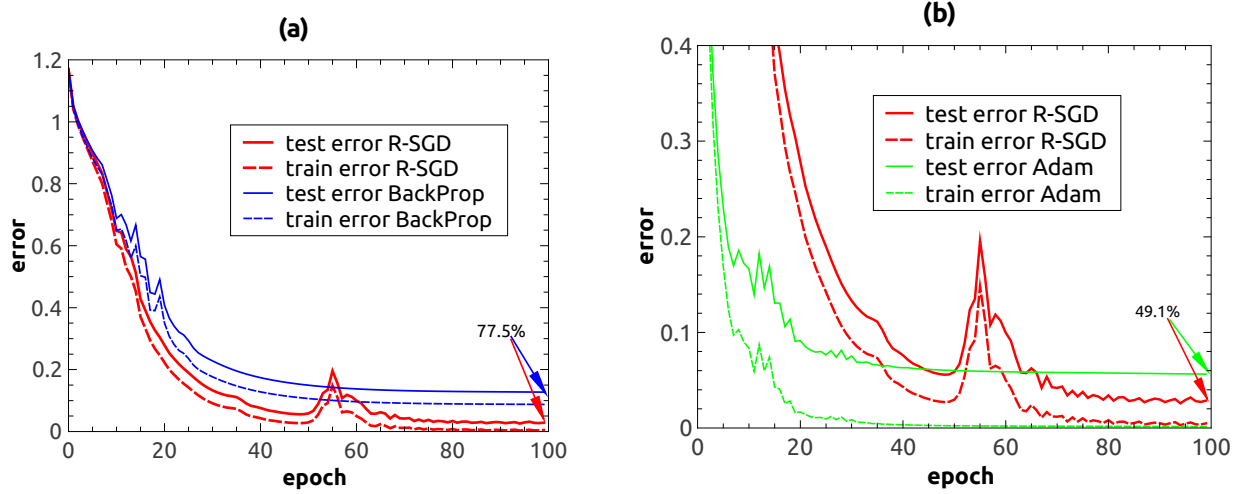 (a)
1.2
1
0.8
0.6
0.4
0.2
0
error
test error R-SGD
train error R-SGD
test error BackProp
train error BackProp
77.5%
0 20 40 60 80 100
epoch
(b)
0.4
0.3
0.2
0.1
0
error
test error R-SGD
train error R-SGD
test error Adam
train error Adam
49.1%
0 20 40 60 80 100
epoch